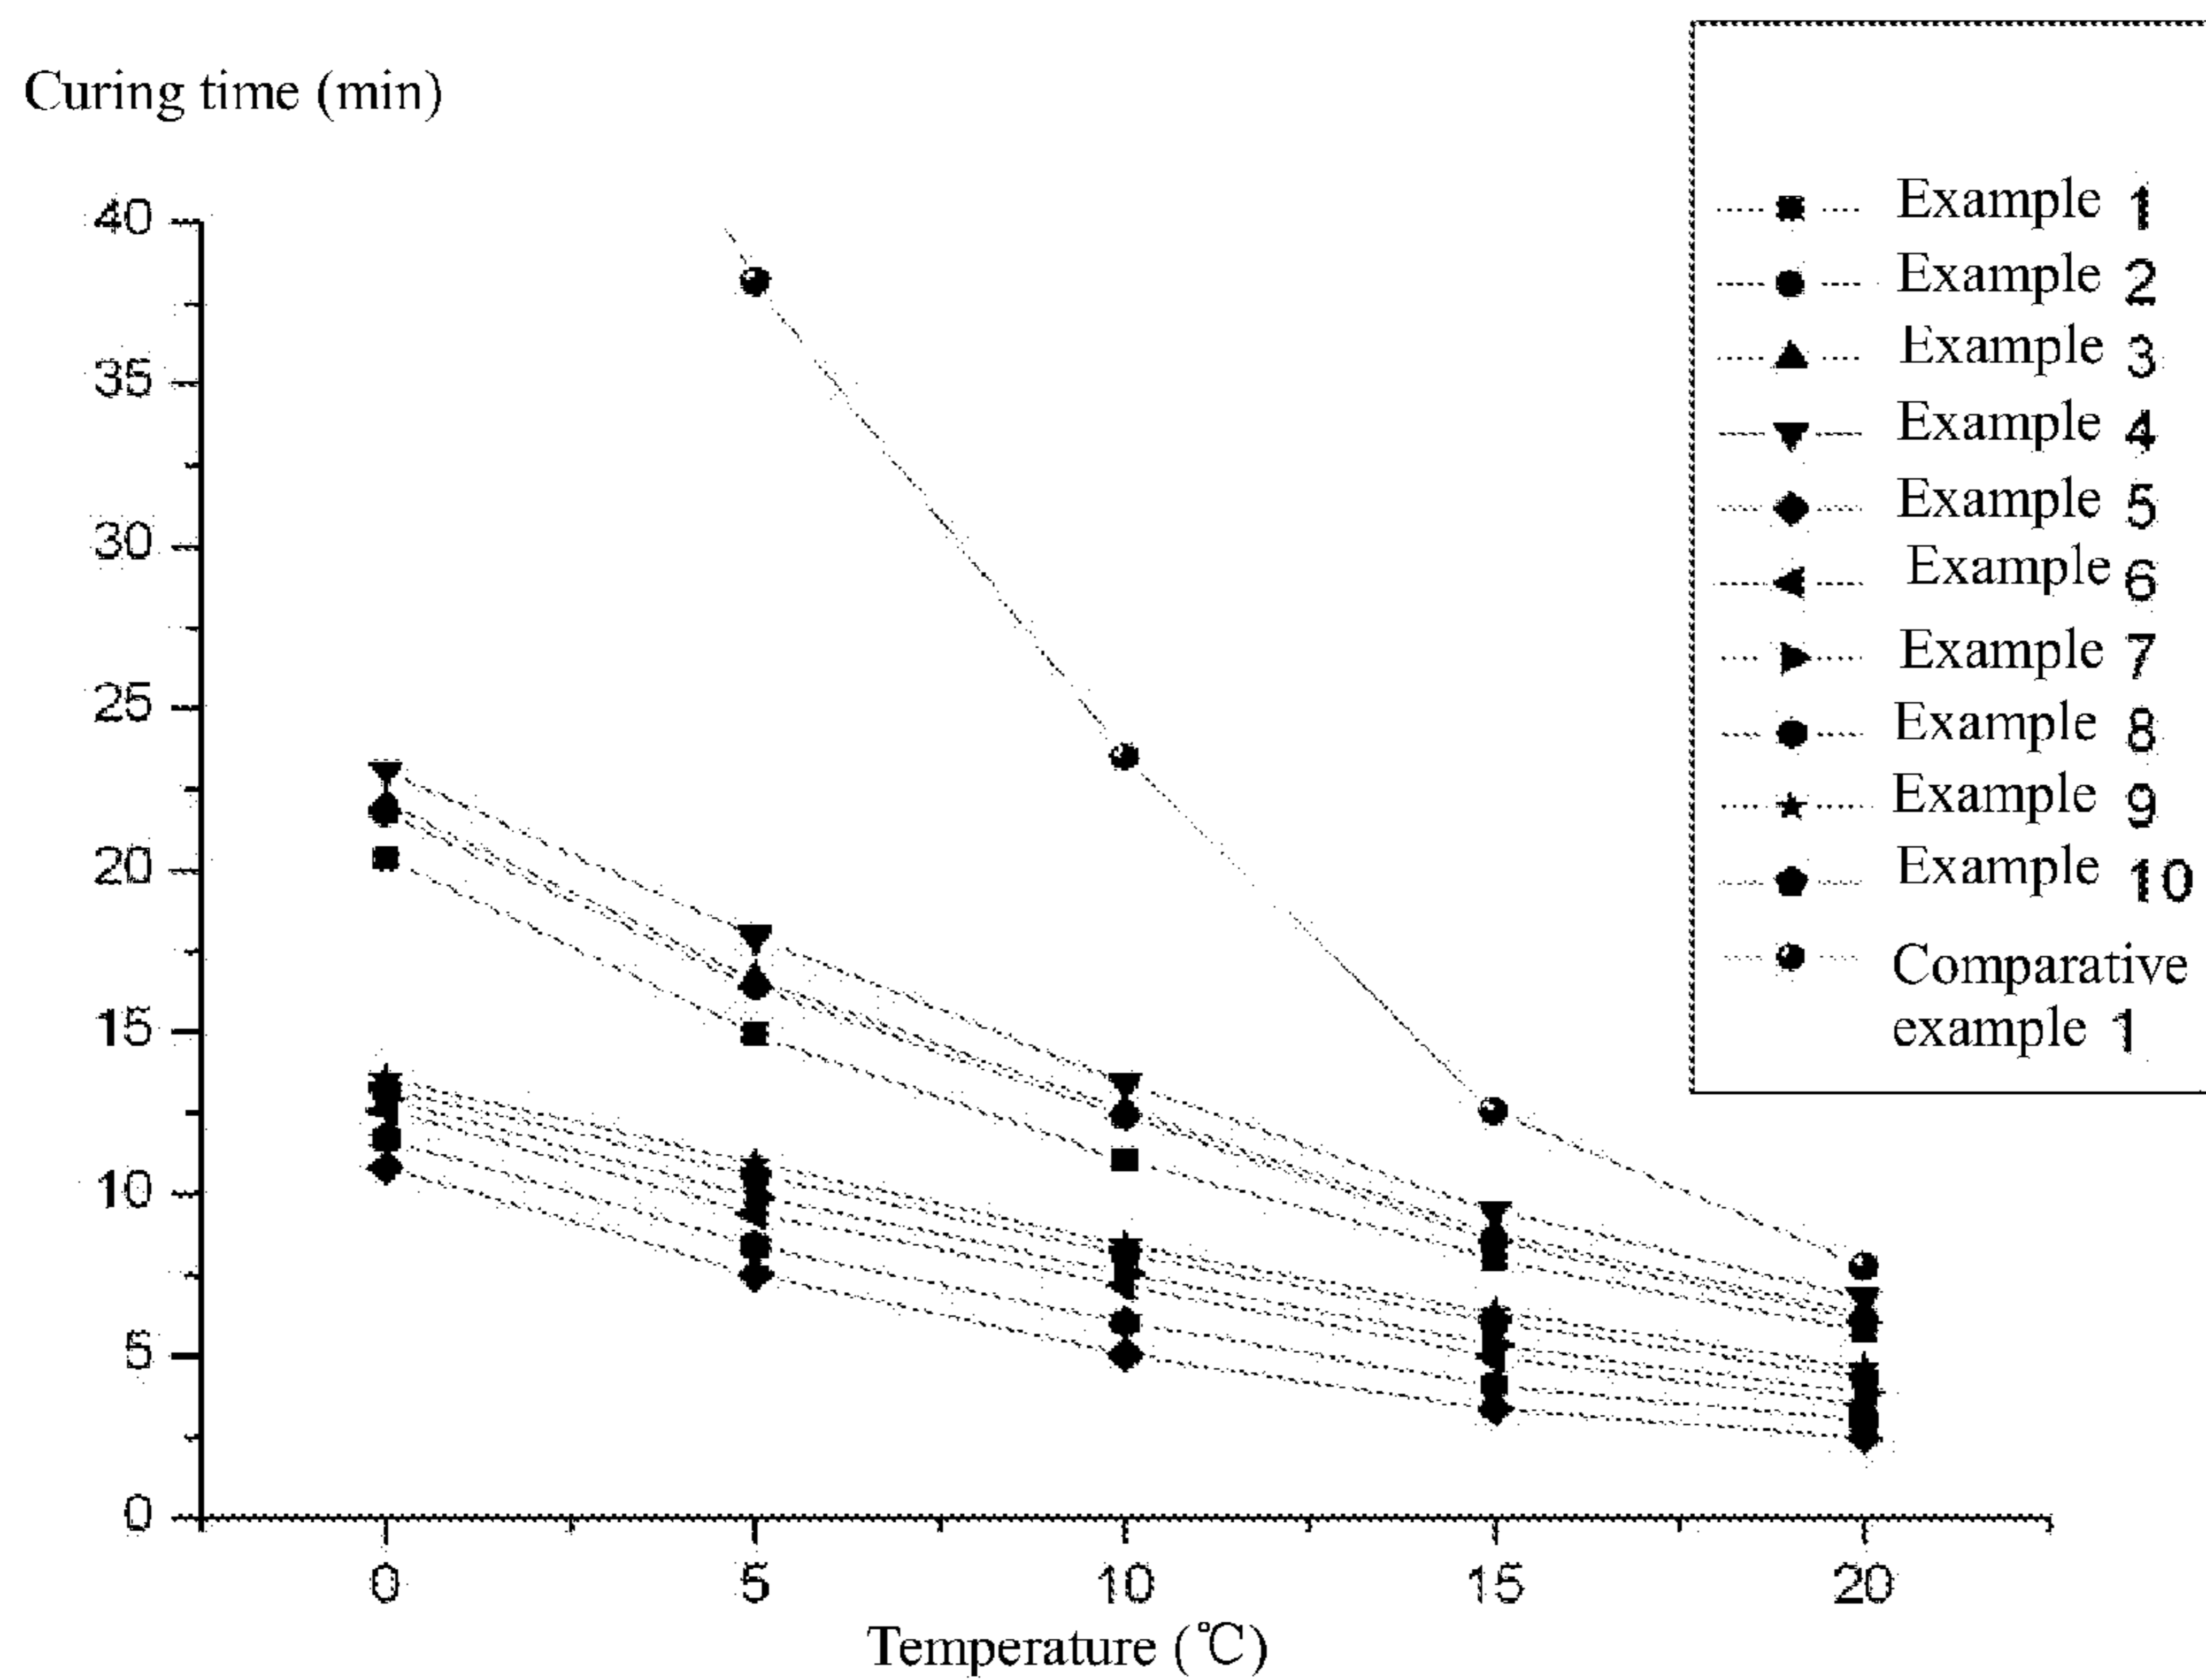 Curing time (min)
40
35
30
25
20
15
10
5
0
0 5 10 15 20
Temperature (℃)
Example 1
Example 2
Example 3
Example 4
Example 5
Example 6
Example 7
Example 8
Example 9
Example 10
Comparative
example 1